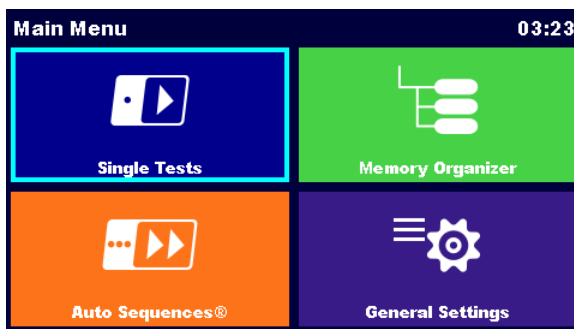 Main Menu 03:23
Single Tests
Memory Organizer
Auto Sequences®
General Settings